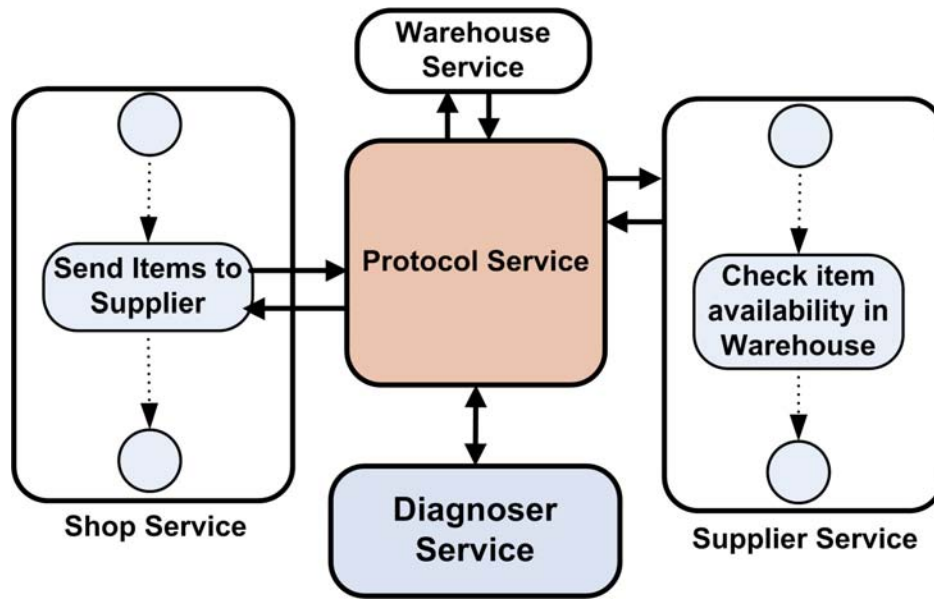 Warehouse
Service
Send Items to
Supplier
Protocol Service
Check item
availability in
Warehouse
Diagnoser
Service
Shop Service
Supplier Service